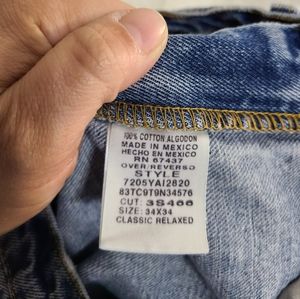 100% COTTON ALGODON
MADE IN MEXICO
HECHO EN MEXICO
RN 67437
OVER/REVERSO
STYLE
7205YAI2820
83TC9T9N34576
CUT: 3S466
SIZE: 34X34
CLASSIC RELAXED